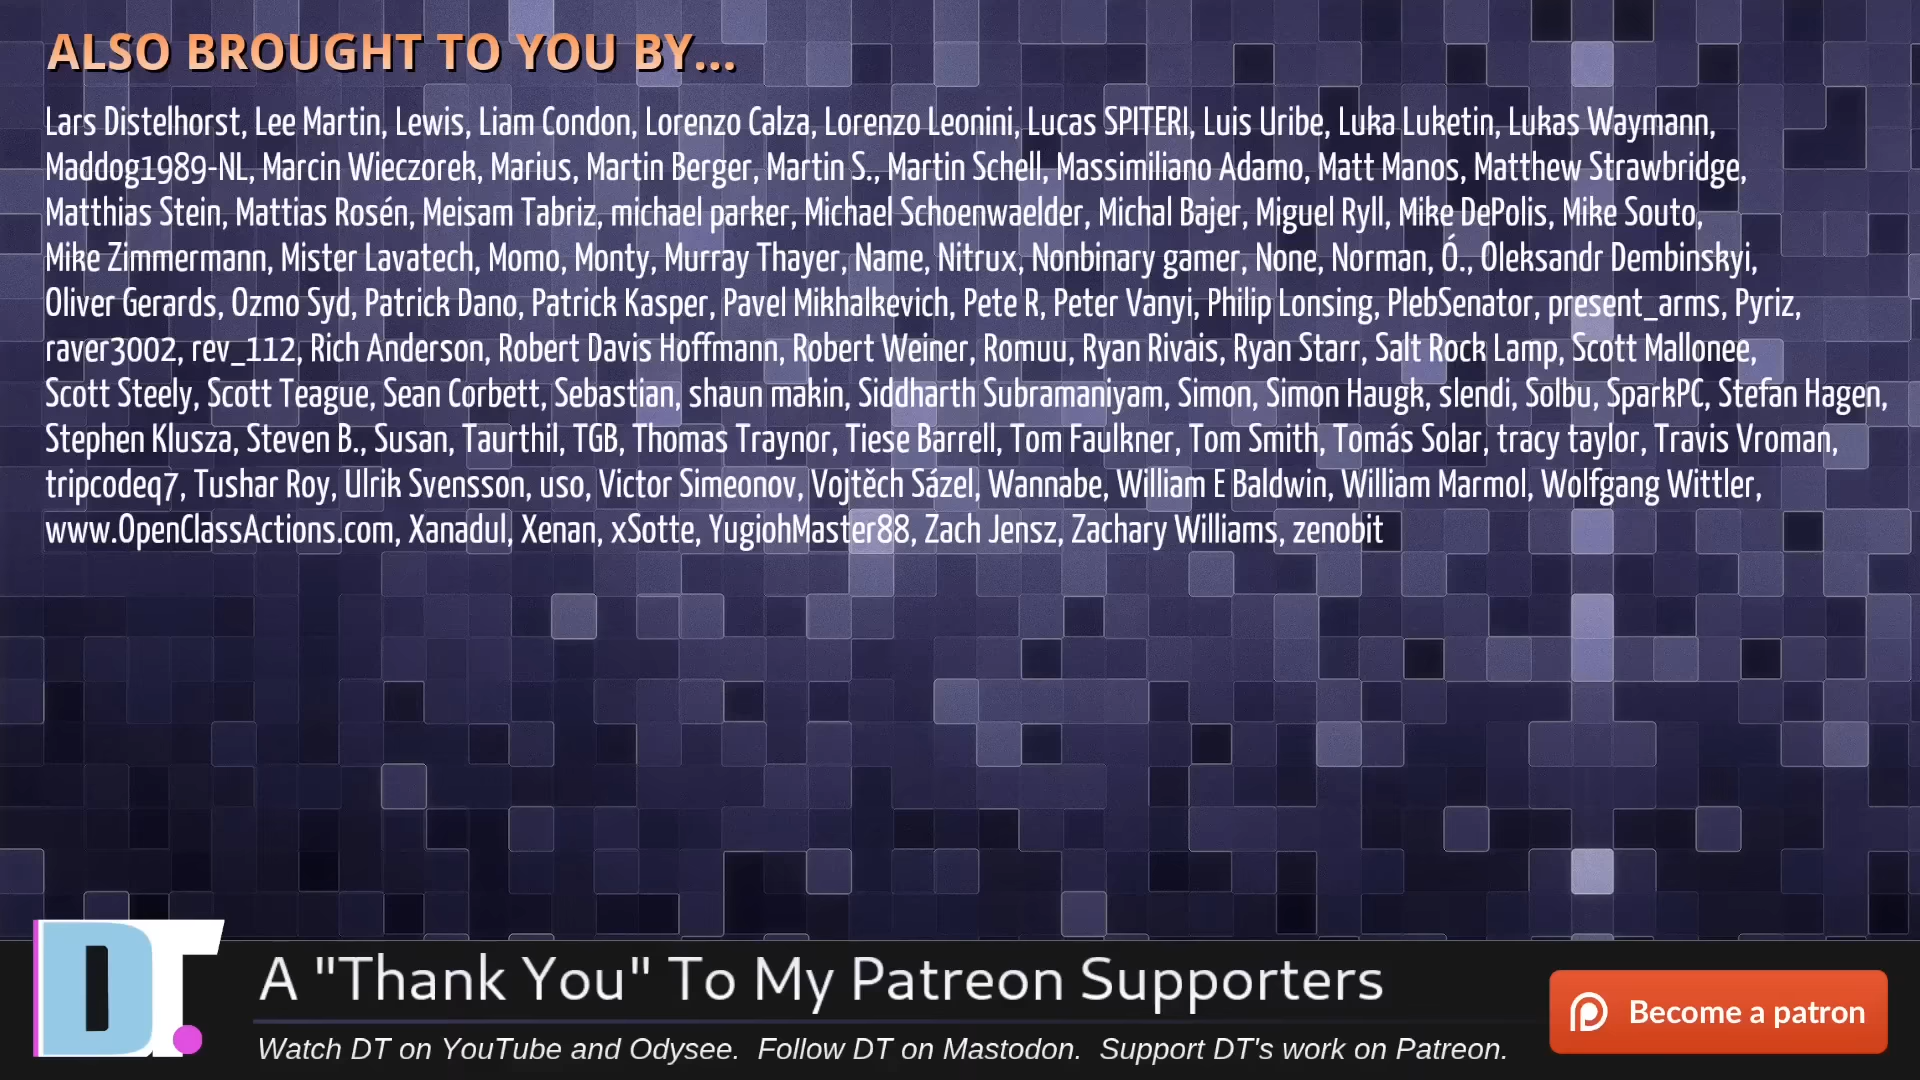 ALSO BROUGHT TO YOU BY...
Lars Distelhorst, Lee Martin, Lewis, Liam Condon, Lorenzo Calza, Lorenzo Leonini, Lucas SPITERI, Luis Uribe, Luka Luketin, Lukas Waymann,
Maddog1989-NL, Marcin Wieczorek, Marius, Martin Berger, Martin S., Martin Schell, Massimiliano Adamo, Matt Manos, Matthew Strawbridge,
Matthias Stein, Mattias Rosén, Meisam Tabriz, michael parker, Michael Schoenwaelder, Michal Bajer, Miguel Ryll, Mike DePolis, Mike Souto,
Mike Zimmermann, Mister Lavatech, Momo, Monty, Murray Thayer, Name, Nitrux, Nonbinary gamer, None, Norman, Ó., Oleksandr Dembinskyi,
Oliver Gerards, Ozmo Syd, Patrick Dano, Patrick Kasper, Pavel Mikhalkevich, Pete R, Peter Vanyi, Philip Lonsing, PlebSenator, present_arms, Pyriz,
raver3002, rev_112, Rich Anderson, Robert Davis Hoffmann, Robert Weiner, Romuu, Ryan Rivais, Ryan Starr, Salt Rock Lamp, Scott Mallonee,
Scott Steely, Scott Teague, Sean Corbett, Sebastian, shaun makin, Siddharth Subramaniyam, Simon, Simon Haugk, slendi, Solbu, SparkPC, Stefan Hagen,
Stephen Klusza, Steven B., Susan, Taurthil, TGB, Thomas Traynor, Tiese Barrell, Tom Faulkner, Tom Smith, Tomás Solar, tracy taylor, Travis Vroman,
tripcodeq7, Tushar Roy, Ulrik Svensson, uso, Victor Simeonov, Vojtěch Sázel, Wannabe, William E Baldwin, William Marmol, Wolfgang Wittler,
www.OpenClassActions.com, Xanadul, Xenan, xSotte, YugiohMaster88, Zach Jensz, Zachary Williams, zenobit
DT.
A "Thank You" To My Patreon Supporters
Watch DT on YouTube and Odysee. Follow DT on Mastodon. Support DT's work on Patreon.
Become a patron